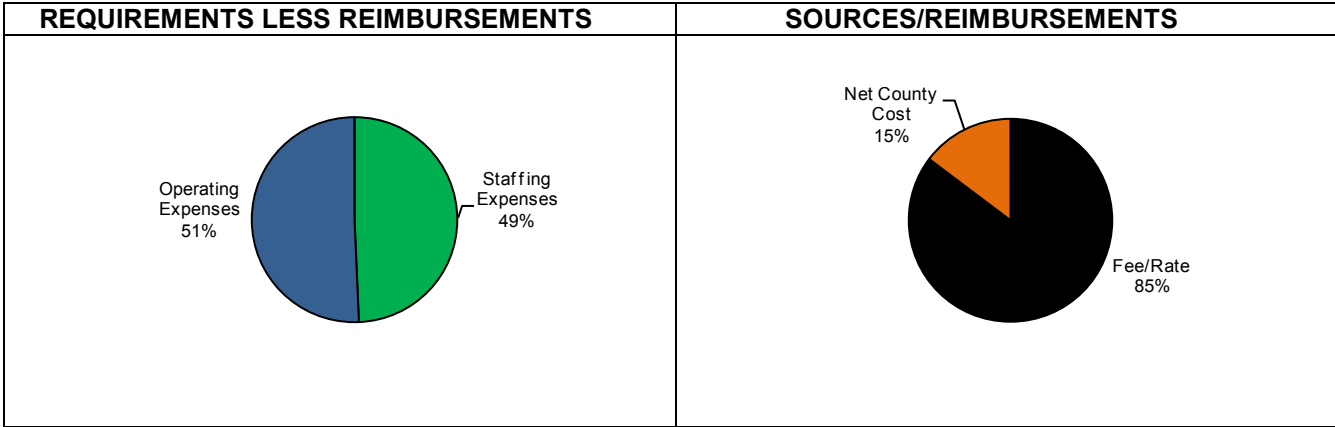 REQUIREMENTS LESS REIMBURSEMENTS
Operating
Expenses
51%
Staffing
Expenses
49%
SOURCES/REIMBURSEMENTS
Net County
Cost
15%
Fee/Rate
85%